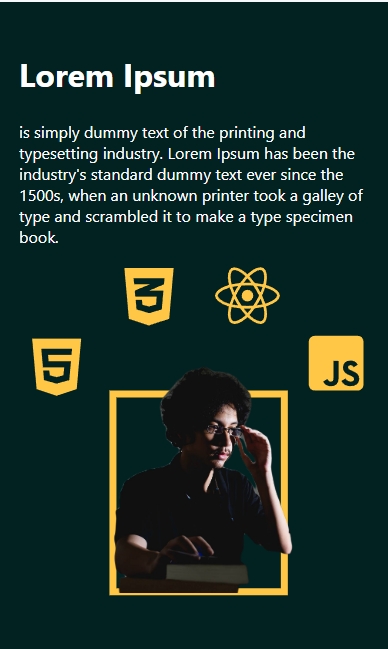 Lorem Ipsum
is simply dummy text of the printing and
typesetting industry. Lorem Ipsum has been the
industry's standard dummy text ever since the
1500s, when an unknown printer took a galley of
type and scrambled it to make a type specimen
book.
3
5
JS